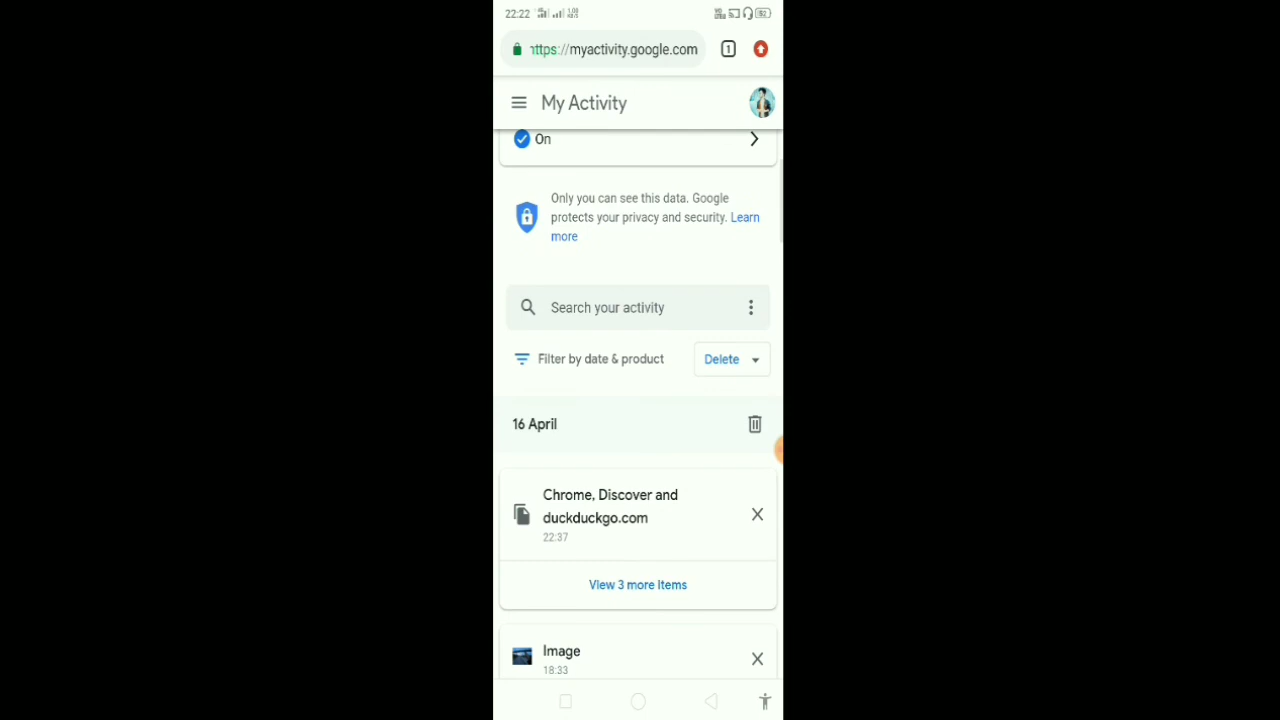 22:22
52
https://myactivity.google.com
1
My Activity
On
Only you can see this data. Google
protects your privacy and security. Learn
more
Search your activity
Filter by date & product
Delete
16 April
Chrome, Discover and
duckduckgo.com
22:37
View 3 more items
Image
18:33